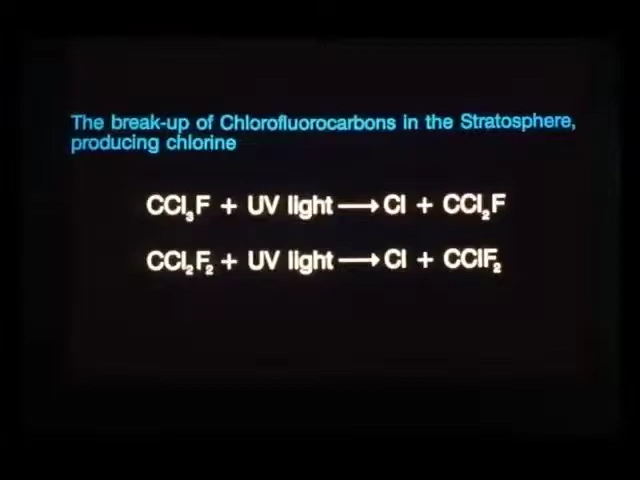 The break-up of Chlorofluorocarbons in the Stratosphere,
producing chlorine
CCl₃F + UV light ⟶ Cl + CCl₂F
CCl₂F₂ + UV light ⟶ Cl + CClF₂